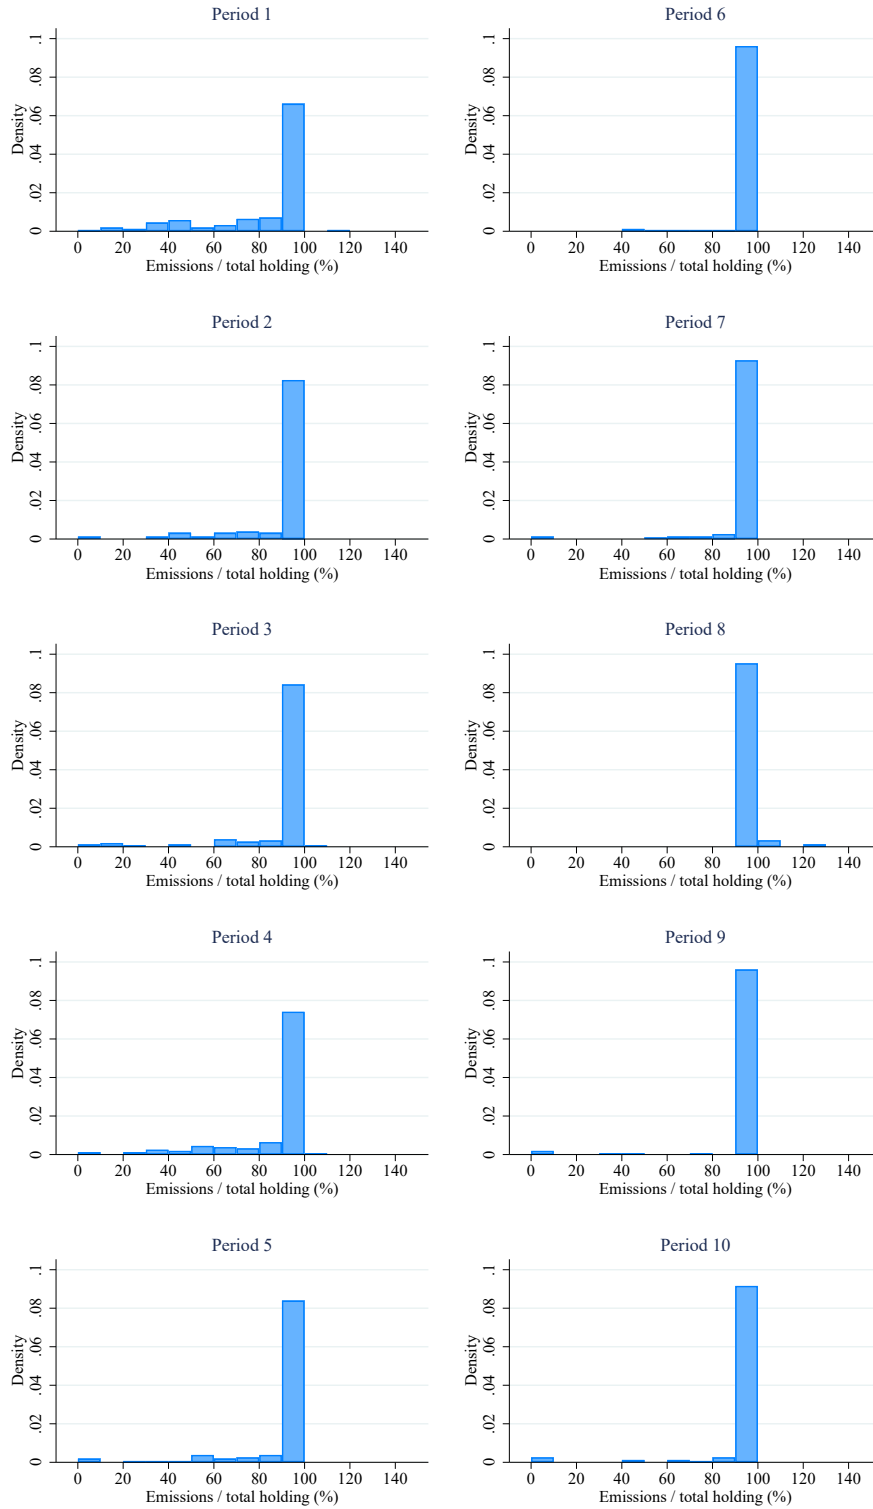 Period 1
.1
.08
.06
.04
.02
0
Density
0 20 40 60 80 100 120 140
Emissions / total holding (%)
Period 6
.1
.08
.06
.04
.02
0
Density
0 20 40 60 80 100 120 140
Emissions / total holding (%)
Period 2
.1
.08
.06
.04
.02
0
Density
0 20 40 60 80 100 120 140
Emissions / total holding (%)
Period 7
.1
.08
.06
.04
.02
0
Density
0 20 40 60 80 100 120 140
Emissions / total holding (%)
Period 3
.1
.08
.06
.04
.02
0
Density
0 20 40 60 80 100 120 140
Emissions / total holding (%)
Period 8
.1
.08
.06
.04
.02
0
Density
0 20 40 60 80 100 120 140
Emissions / total holding (%)
Period 4
.1
.08
.06
.04
.02
0
Density
0 20 40 60 80 100 120 140
Emissions / total holding (%)
Period 9
.1
.08
.06
.04
.02
0
Density
0 20 40 60 80 100 120 140
Emissions / total holding (%)
Period 5
.1
.08
.06
.04
.02
0
Density
0 20 40 60 80 100 120 140
Emissions / total holding (%)
Period 10
.1
.08
.06
.04
.02
0
Density
0 20 40 60 80 100 120 140
Emissions / total holding (%)